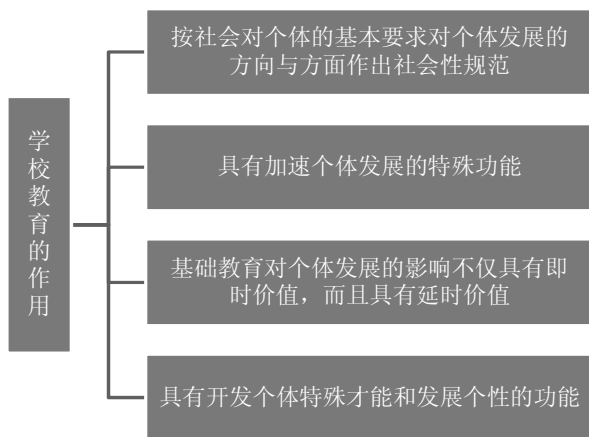 学校教育的作用
按社会对个体的基本要求对个体发展的
方向与方面作出社会性规范
具有加速个体发展的特殊功能
基础教育对个体发展的影响不仅具有即
时价值，而且具有延时价值
具有开发个体特殊才能和发展个性的功能